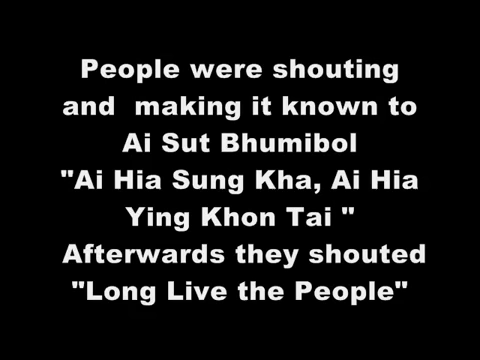 People were shouting
and  making it known to
Ai Sut Bhumibol
"Ai Hia Sung Kha, Ai Hia
Ying Khon Tai "
Afterwards they shouted
"Long Live the People"